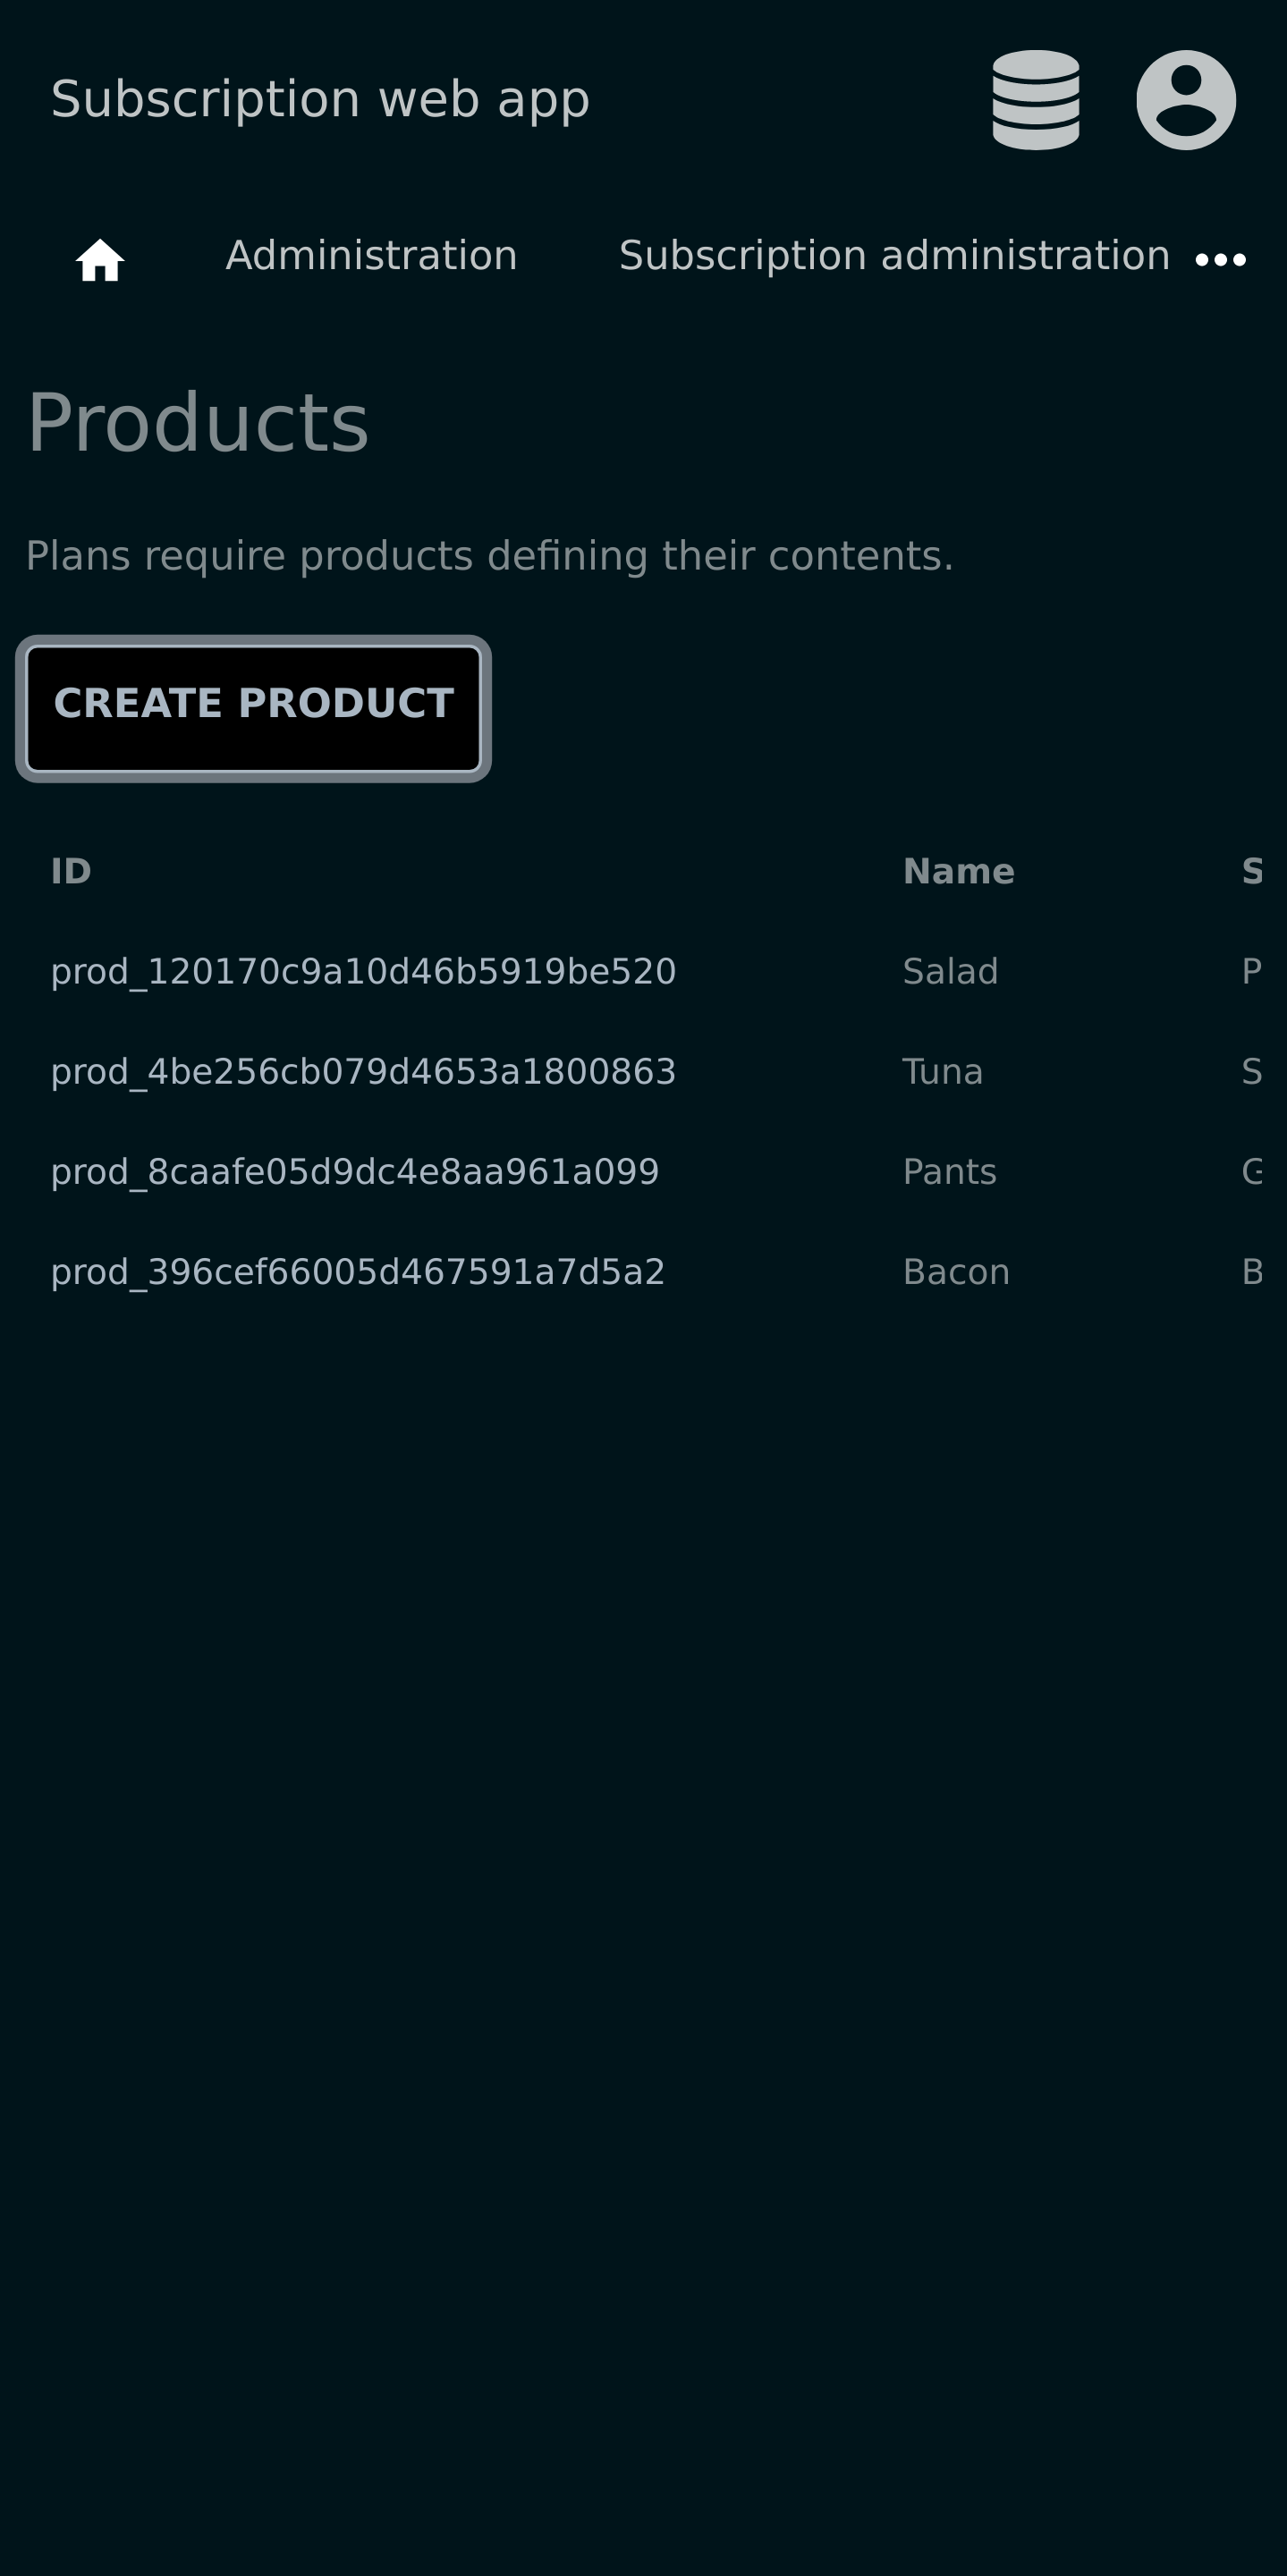 Subscription web app
Administration Subscription administration
Products
Plans require products defining their contents.
CREATE PRODUCT
ID Name S
prod_120170c9a10d46b5919be520 Salad P
prod_4be256cb079d4653a1800863 Tuna S
prod_8caafe05d9dc4e8aa961a099 Pants G
prod_396cef66005d467591a7d5a2 Bacon B